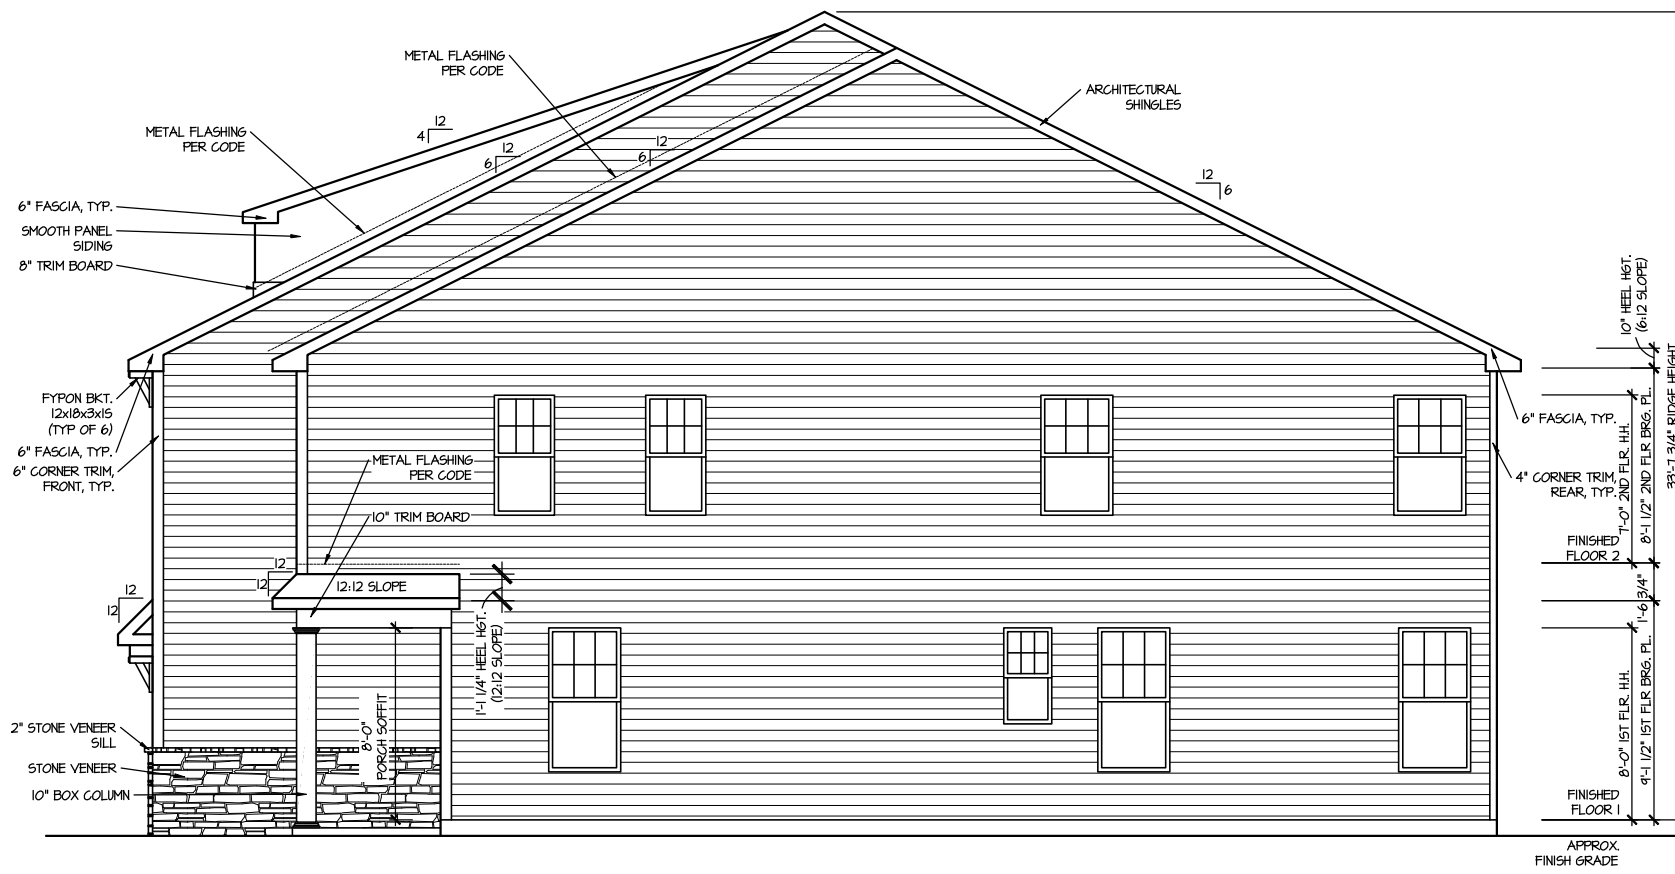 METAL FLASHING
PER CODE
ARCHITECTURAL
SHINGLES
METAL FLASHING
PER CODE
12
4
12
6
12
6
12
6
6" FASCIA, TYP.
SMOOTH PANEL
SIDING
8" TRIM BOARD
10" HEEL HGT.
(6:12 SLOPE)
FYPON BKT.
12x18x3x15
(TYP OF 6)
6" FASCIA, TYP.
6" CORNER TRIM,
FRONT, TYP.
METAL FLASHING
PER CODE
10" TRIM BOARD
6" FASCIA, TYP.
4" CORNER TRIM,
REAR, TYP.
7'-0" 2ND FLR. H.H.
8'-1 1/2" 2ND FLR BRG. PL.
33'-7 3/4" RIDGE HEIGHT
FINISHED
FLOOR 2
12
12
12:12 SLOPE
12
12
1'-1 1/4" HEEL HGT.
(12:12 SLOPE)
1'-6 3/4"
8'-0"
PORCH SOFFIT
2" STONE VENEER
SILL
STONE VENEER
10" BOX COLUMN
8'-0" 1ST FLR. H.H.
9'-1 1/2" 1ST FLR BRG. PL.
FINISHED
FLOOR 1
APPROX.
FINISH GRADE